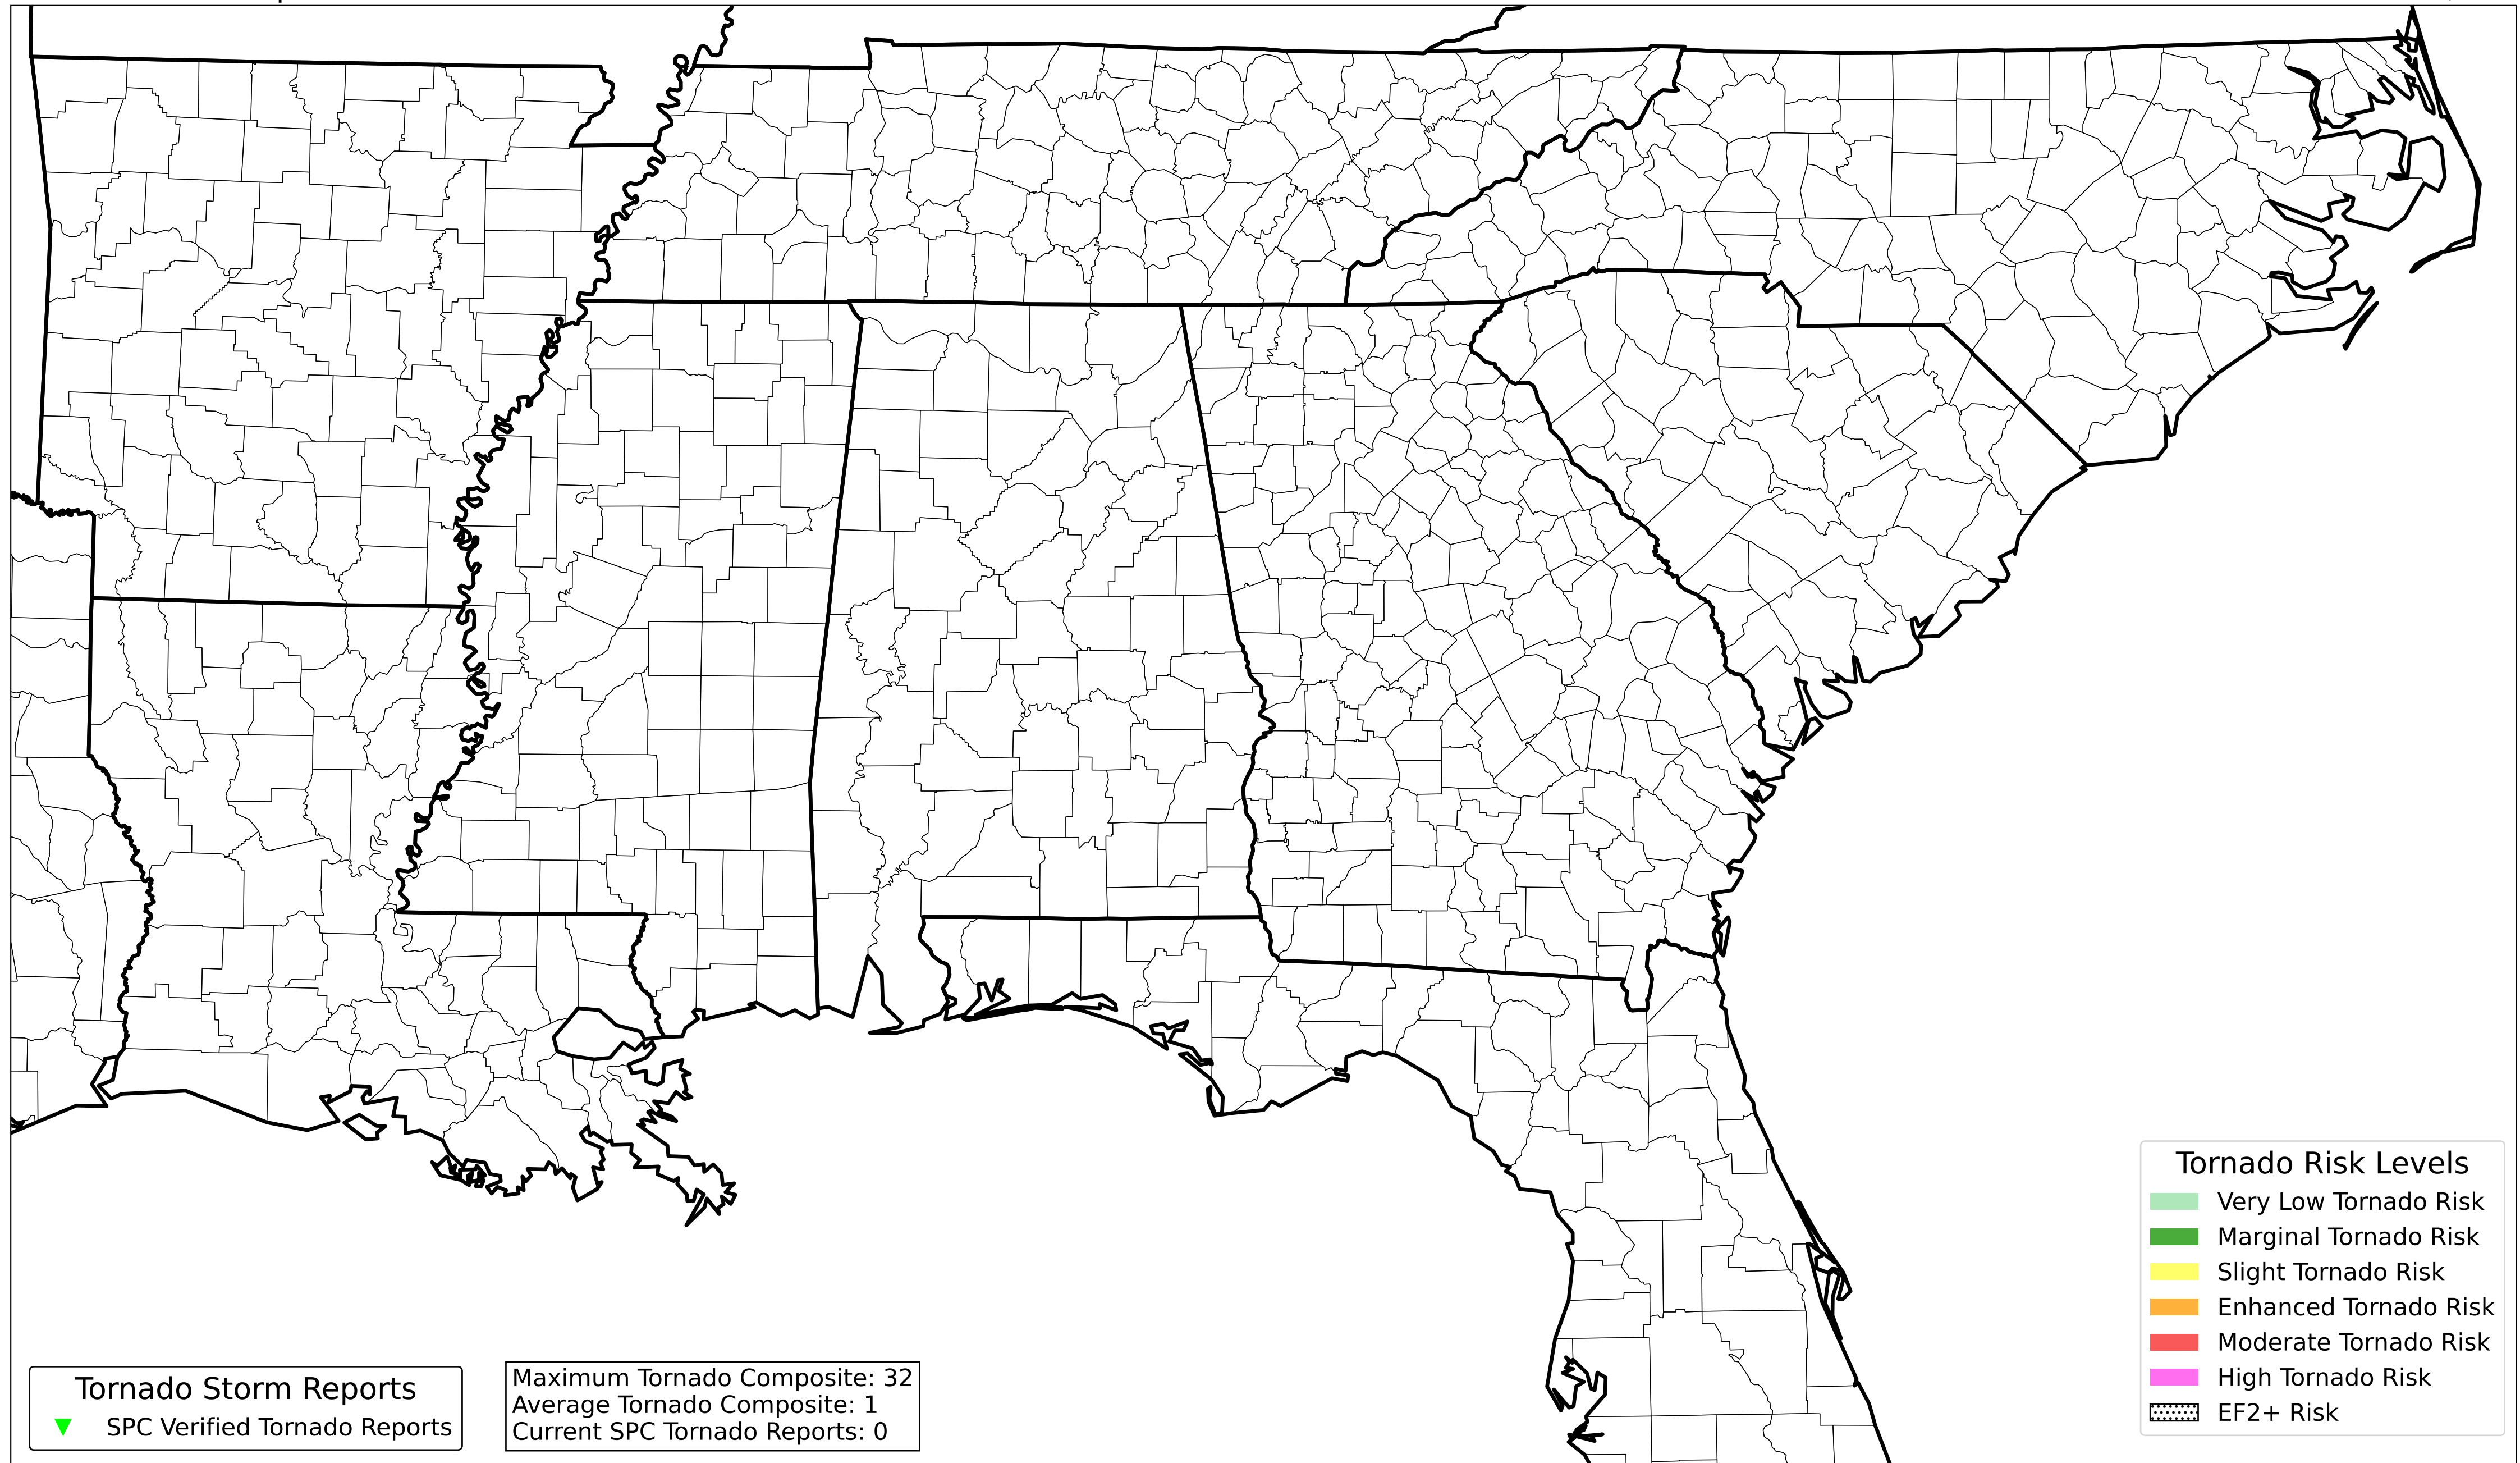 Tornado Risk Levels
Very Low Tornado Risk
Marginal Tornado Risk
Slight Tornado Risk
Enhanced Tornado Risk
Moderate Tornado Risk
High Tornado Risk
EF2+ Risk
Tornado Storm Reports
SPC Verified Tornado Reports
Maximum Tornado Composite: 32
Average Tornado Composite: 1
Current SPC Tornado Reports: 0